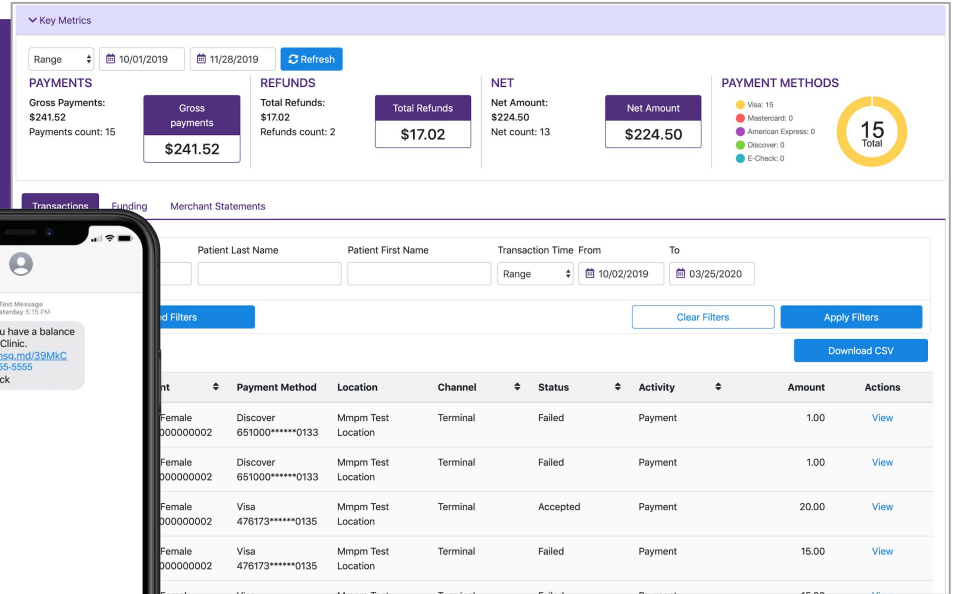 Key Metrics
Range 10/01/2019 11/28/2019 Refresh
PAYMENTS
Gross Payments:
$241.52
Payments count: 15
Gross
payments
$241.52
REFUNDS
Total Refunds:
$17.02
Refunds count: 2
Total Refunds
$17.02
NET
Net Amount:
$224.50
Net count: 13
Net Amount
$224.50
PAYMENT METHODS
Visa: 15
Mastercard: 0
American Express: 0
Discover: 0
E-Check: 0
15
Total
Transactions Funding Merchant Statements
Patient Last Name Patient First Name Transaction Time From To
Range 10/02/2019 03/25/2020
d Filters Clear Filters Apply Filters
Download CSV
nt Payment Method Location Channel Status Activity Amount Actions
Female Discover Mmpm Test Terminal Failed Payment 1.00 View
000000002 651000******0133 Location
Female Discover Mmpm Test Terminal Failed Payment 1.00 View
000000002 651000******0133 Location
Female Visa Mmpm Test Terminal Accepted Payment 20.00 View
000000002 476173******0135 Location
Female Visa Mmpm Test Terminal Failed Payment 15.00 View
000000002 476173******0135 Location
Text Message
sterday 5:15 PM
u have a balance
Clinic.
nsq.md/39MkC
55-5555
ck